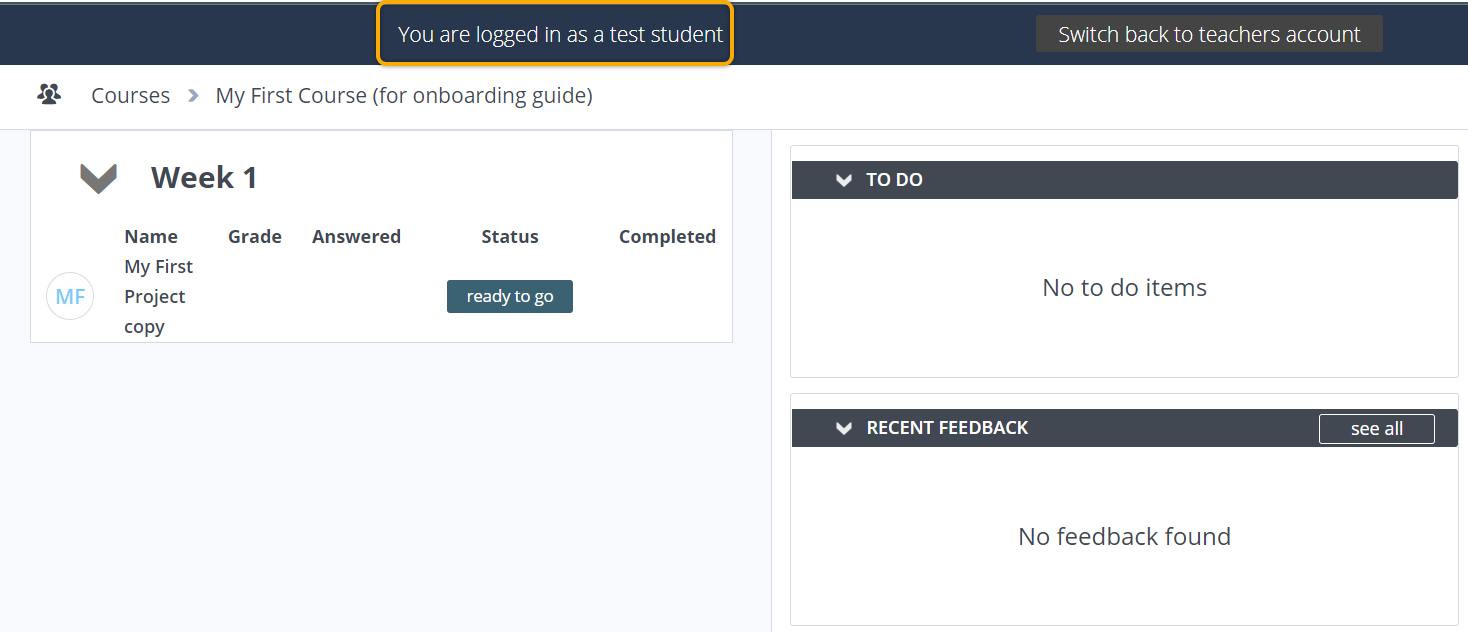 You are logged in as a test student
Switch back to teachers account
Courses
My First Course (for onboarding guide)
Week 1
Name Grade Answered Status Completed
MF
My First
Project
copy
ready to go
TO DO
No to do items
RECENT FEEDBACK
see all
No feedback found